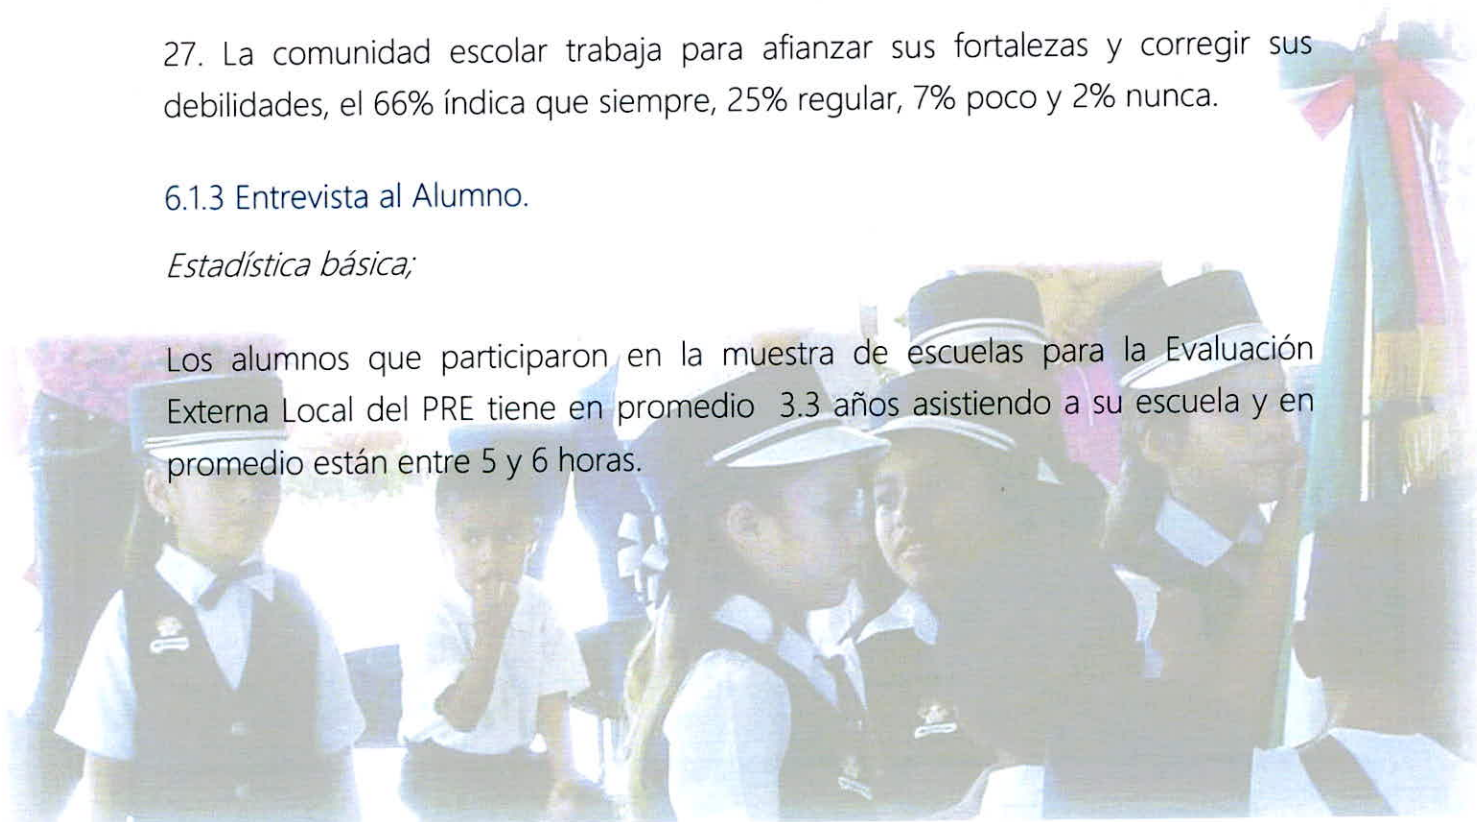 27. La comunidad escolar trabaja para afianzar sus fortalezas y corregir sus
debilidades, el 66% índica que siempre, 25% regular, 7% poco y 2% nunca.
6.1.3 Entrevista al Alumno.
Estadística básica;
Los alumnos que participaron en la muestra de escuelas para la Evaluación
Externa Local del PRE tiene en promedio 3.3 años asistiendo a su escuela y en
promedio están entre 5 y 6 horas.